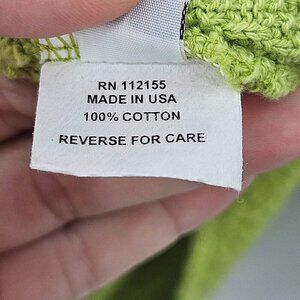 RN 112155
MADE IN USA
100% COTTON
REVERSE FOR CARE